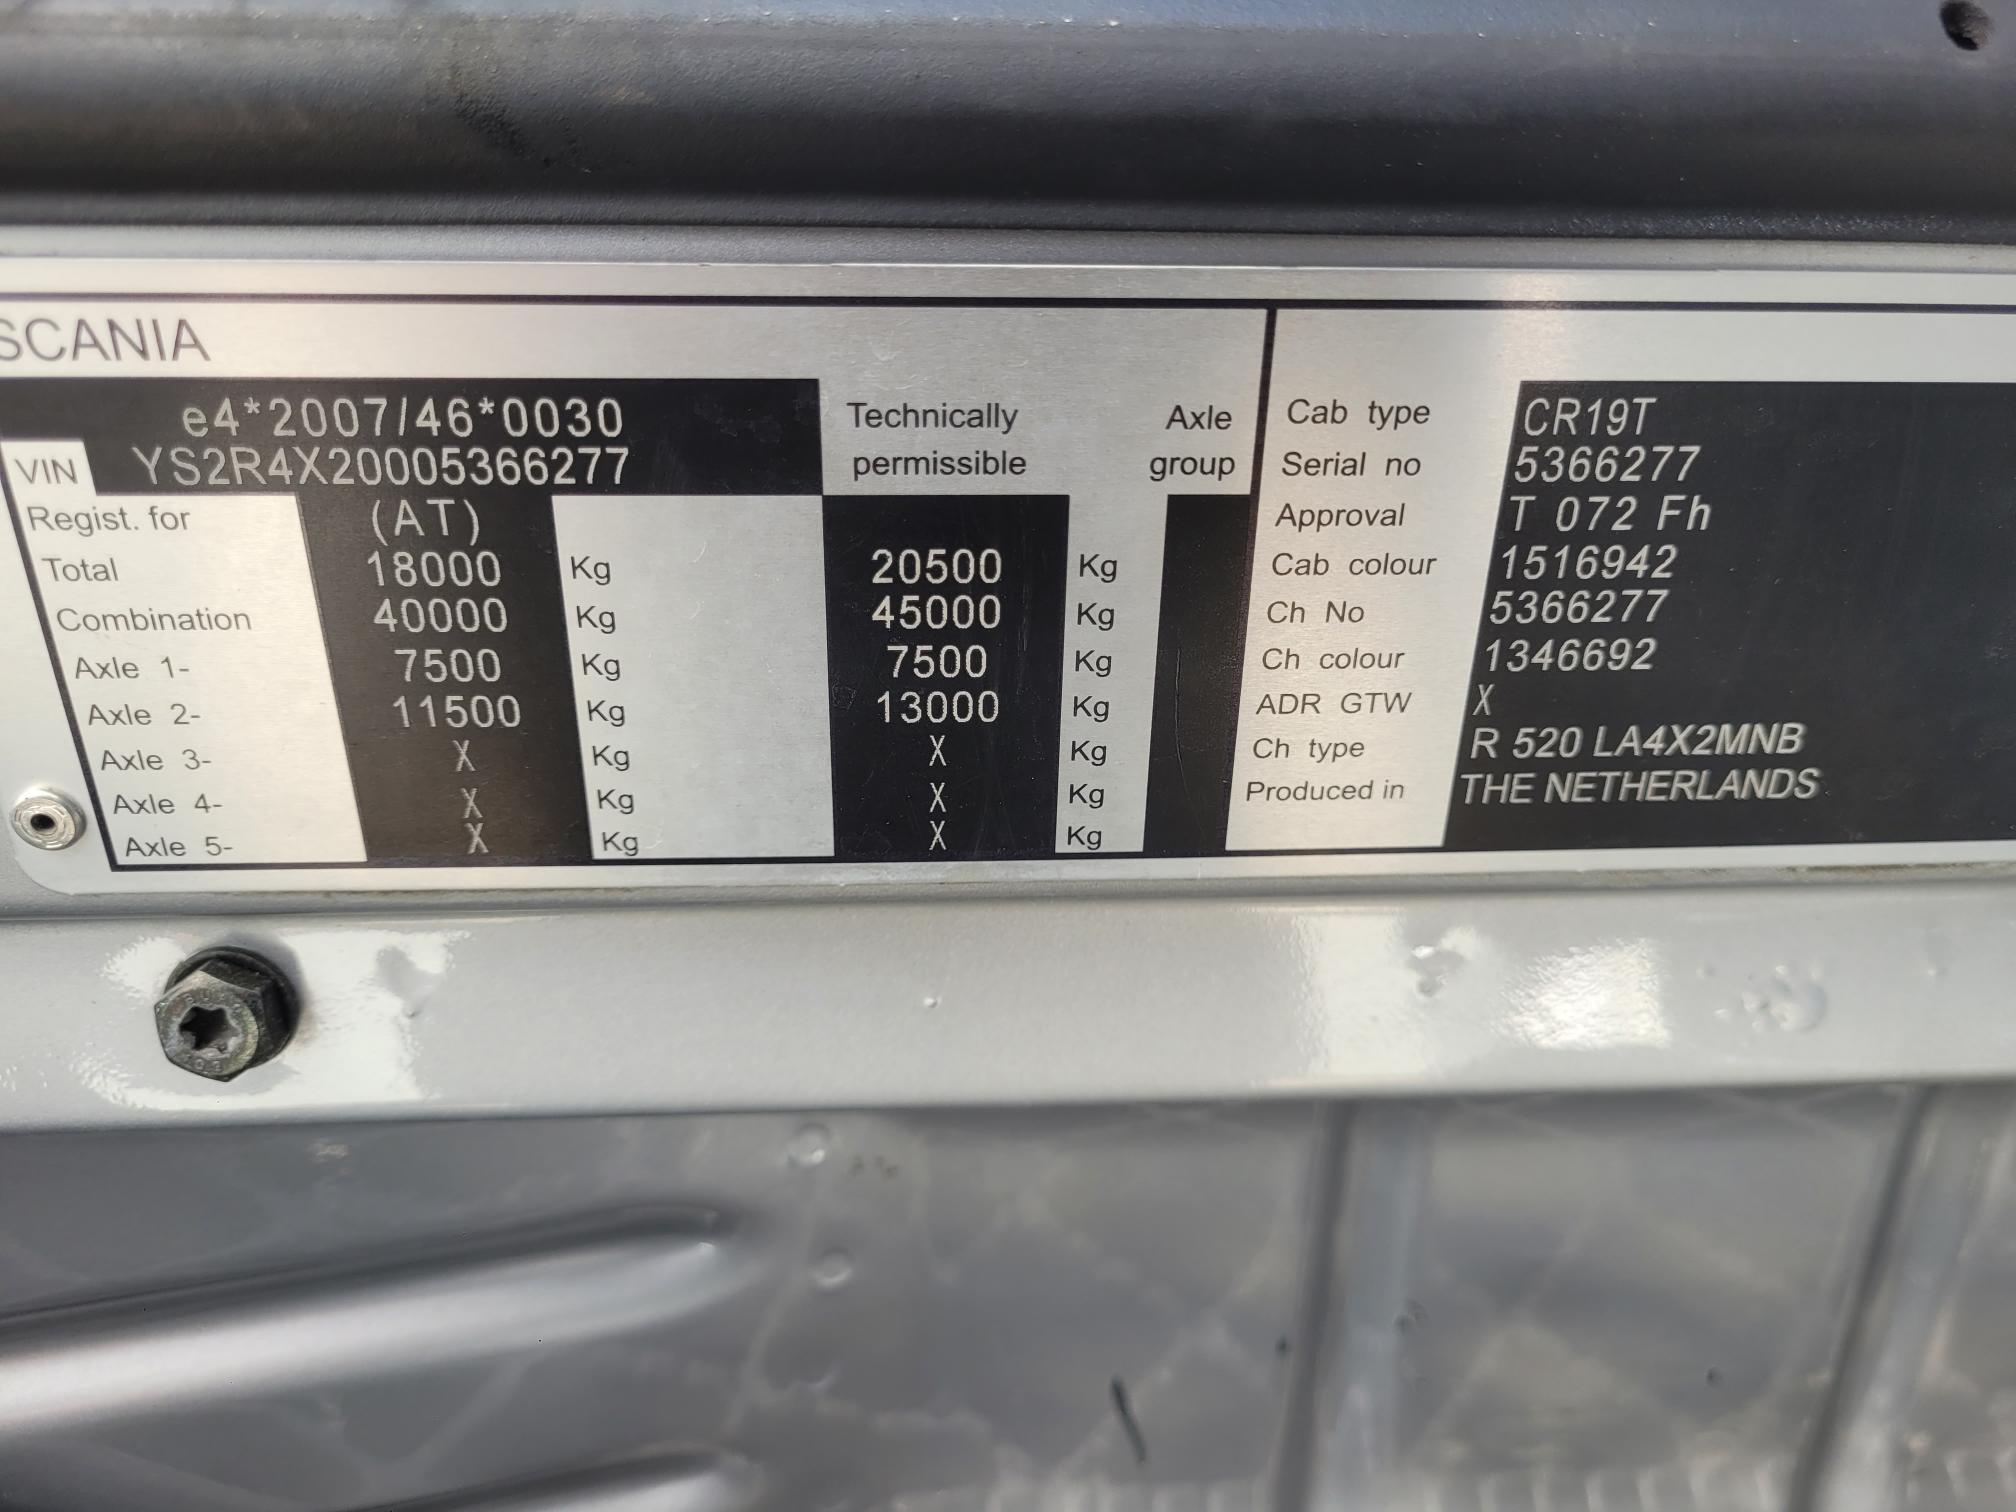 SCANIA
e4*2007/46*0030
VIN YS2R4X20005366277
Technically permissible Axle group
Regist. for (AT)
Total 18000 Kg 20500 Kg
Combination 40000 Kg 45000 Kg
Axle 1- 7500 Kg 7500 Kg
Axle 2- 11500 Kg 13000 Kg
Axle 3- X Kg X Kg
Axle 4- X Kg X Kg
Axle 5- X Kg X Kg
Cab type CR19T
Serial no 5366277
Approval T 072 Fh
Cab colour 1516942
Ch No 5366277
Ch colour 1346692
ADR GTW X
Ch type R 520 LA4X2MNB
Produced in THE NETHERLANDS